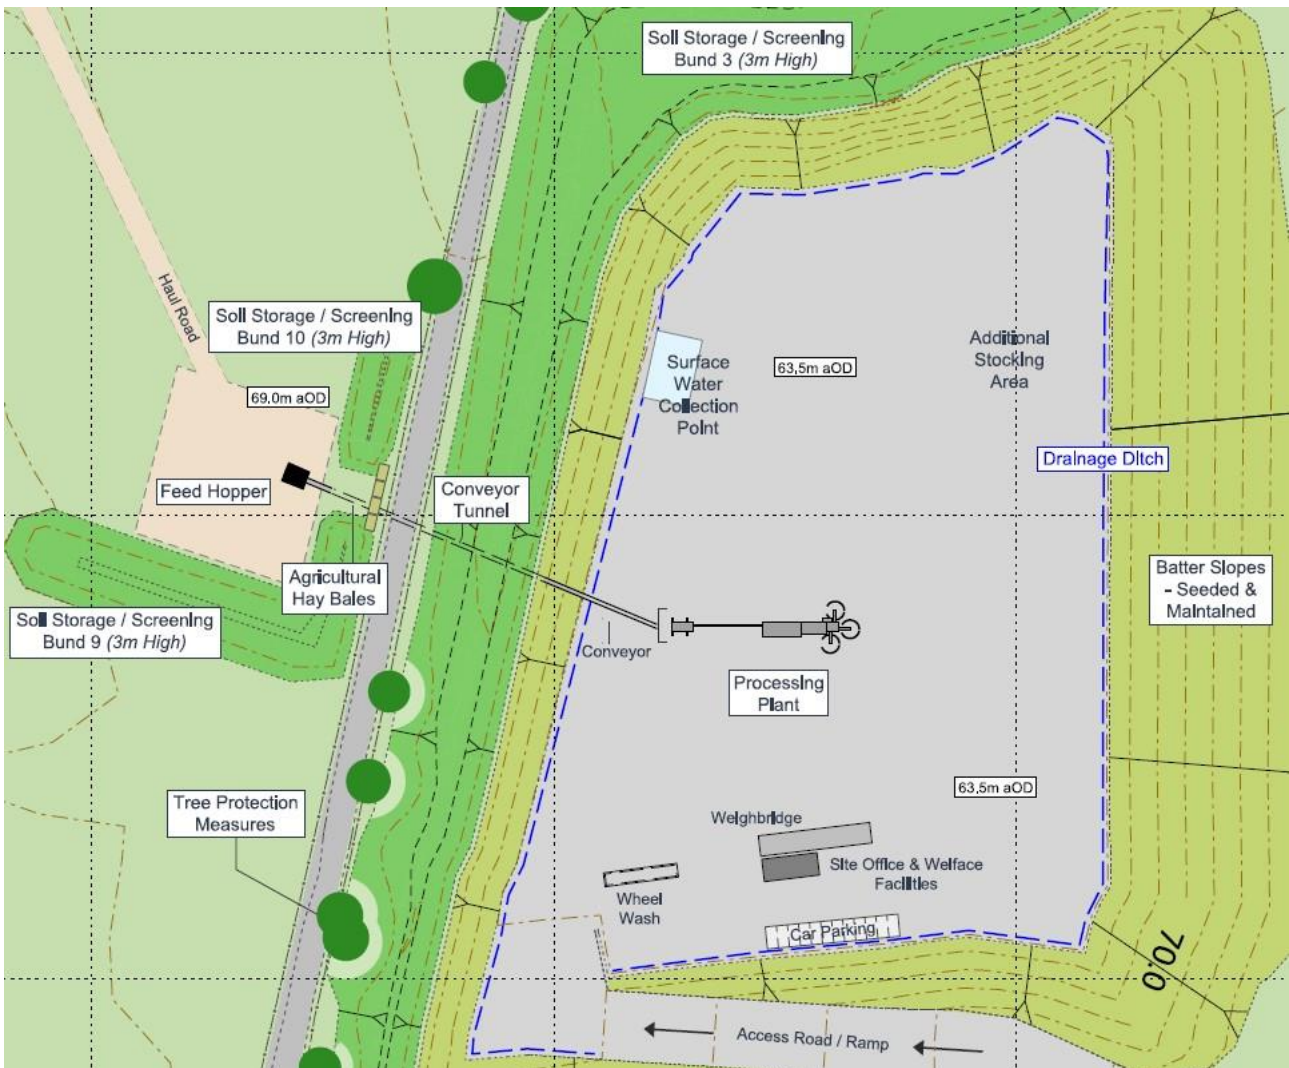 Soil Storage / Screening
Bund 3 (3m High)
Haul Road
Soil Storage / Screening
Bund 10 (3m High)
69.0m aOD
Surface
Water
Collection
Point
63.5m aOD
Additional
Stocking
Area
Drainage Ditch
Feed Hopper
Conveyor
Tunnel
Agricultural
Hay Bales
Batter Slopes
- Seeded &
Maintained
Soil Storage / Screening
Bund 9 (3m High)
Conveyor
Processing
Plant
63.5m aOD
Tree Protection
Measures
Weighbridge
Site Office & Welface
Facilities
Wheel
Wash
Car Parking
70.0
Access Road / Ramp